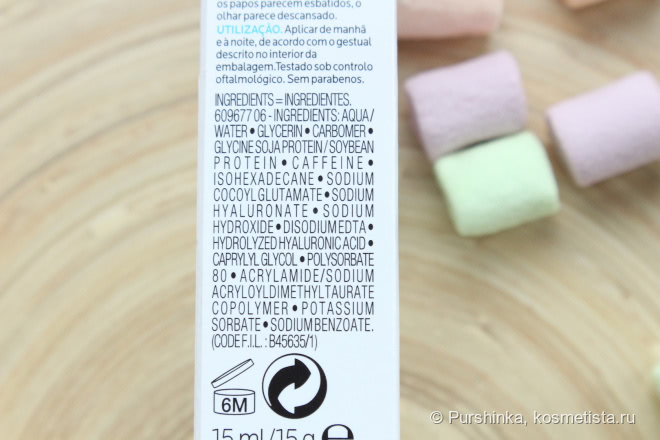 os papos parecem esbatidos, o
olhar parece descansado.
UTILIZAÇÃO: Aplicar de manhã
e à noite, de acordo com o gestual
descrito no interior da
embalagem.Testado sob controlo
oftalmológico. Sem parabenos.
INGREDIENTS = INGREDIENTES.
609677 06 - INGREDIENTS: AQUA/
WATER • GLYCERIN • CARBOMER •
GLYCINE SOJA PROTEIN / SOYBEAN
PROTEIN • CAFFEINE •
ISOHEXADECANE • SODIUM
COCOYL GLUTAMATE • SODIUM
HYALURONATE • SODIUM
HYDROXIDE • DISODIUM EDTA •
HYDROLYZED HYALURONIC ACID •
CAPRYLYL GLYCOL • POLYSORBATE
80 • ACRYLAMIDE/SODIUM
ACRYLOYLDIMETHYLTAURATE
COPOLYMER • POTASSIUM
SORBATE • SODIUM BENZOATE.
(CODE F.I.L. : B45635/1)
6M
15 ml / 15 g e
© Purshinka, kosmetista.ru